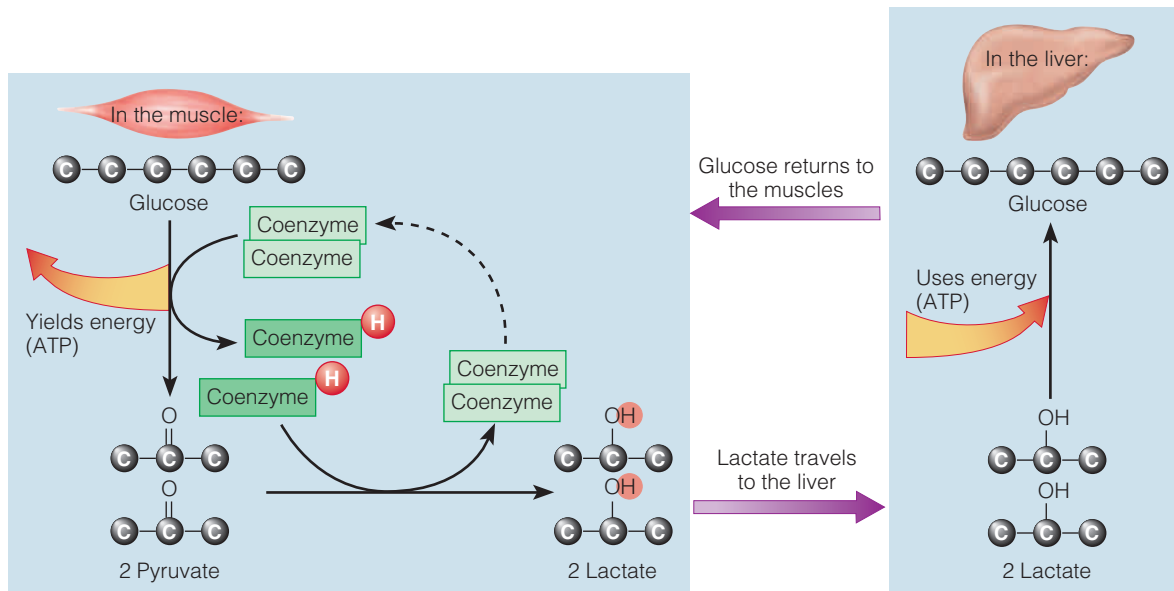 In the muscle:
C C C C C C
Glucose
Coenzyme
Coenzyme
Yields energy
(ATP)
Coenzyme H
Coenzyme H
Coenzyme
Coenzyme
O
C C C
O
C C C
2 Pyruvate
OH
C C C
OH
C C C
2 Lactate
Glucose returns to
the muscles
Lactate travels
to the liver
In the liver:
C C C C C C
Glucose
Uses energy
(ATP)
OH
C C C
OH
C C C
2 Lactate